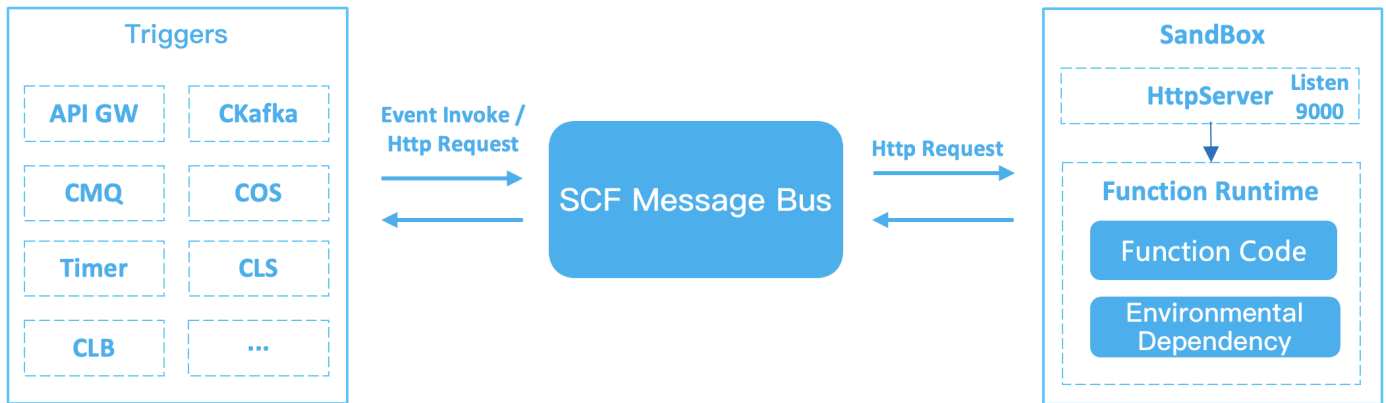 Triggers
API GW
CKafka
CMQ
COS
Timer
CLS
CLB
...
Event Invoke /
Http Request
SCF Message Bus
Http Request
SandBox
HttpServer
Listen
9000
Function Runtime
Function Code
Environmental
Dependency